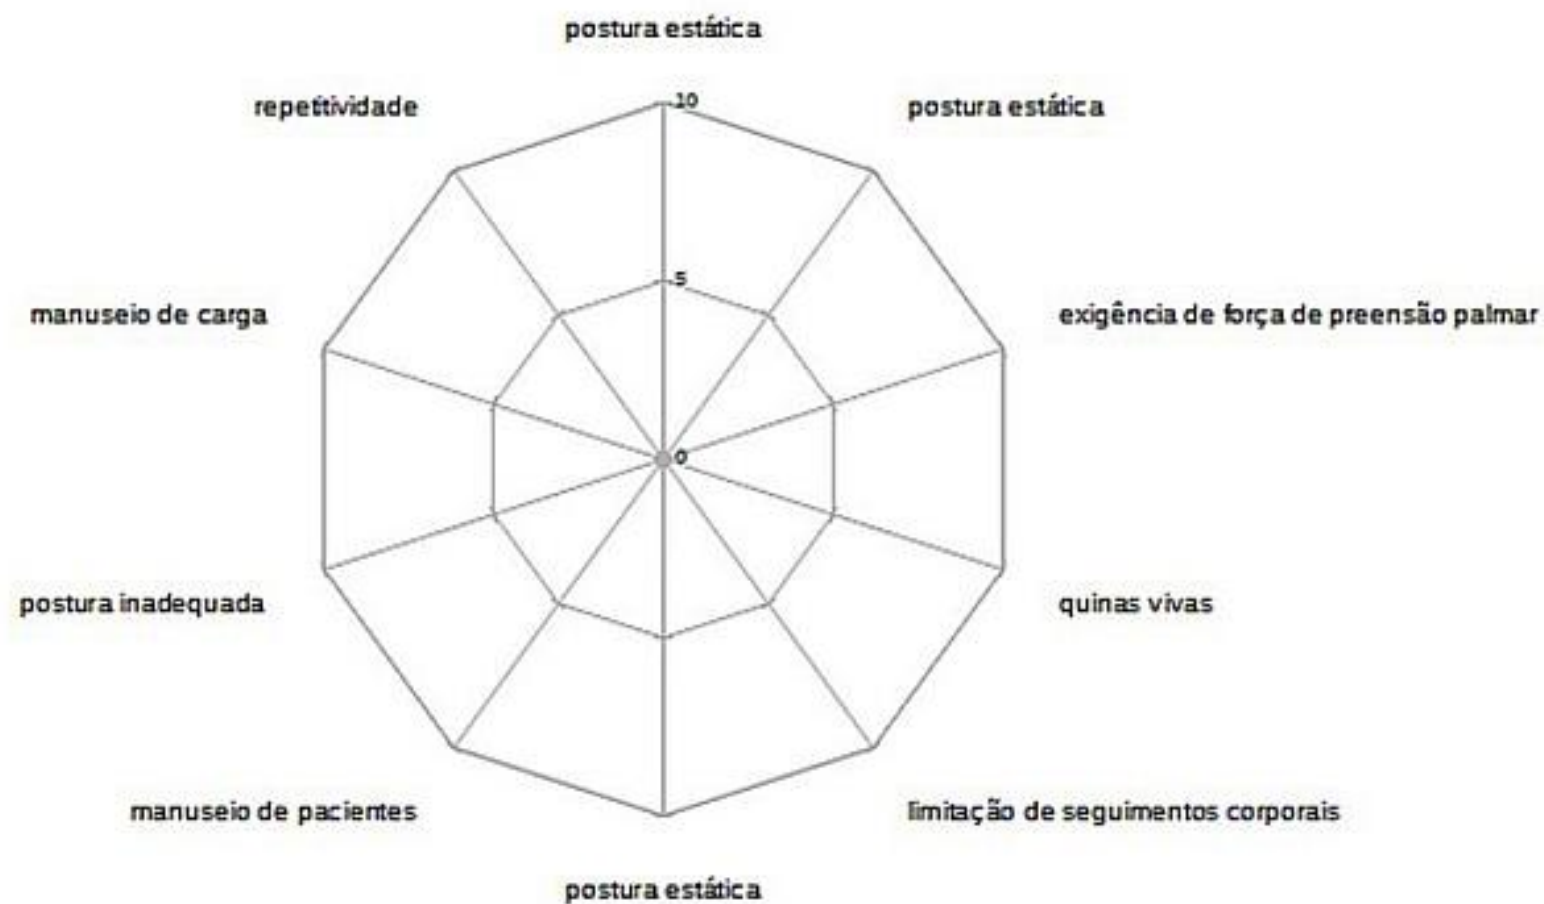 postura estática
repetitividade
postura estática
10
manuseio de carga
5
exigência de força de preensão palmar
0
postura inadequada
quinas vivas
manuseio de pacientes
limitação de seguimentos corporais
postura estática